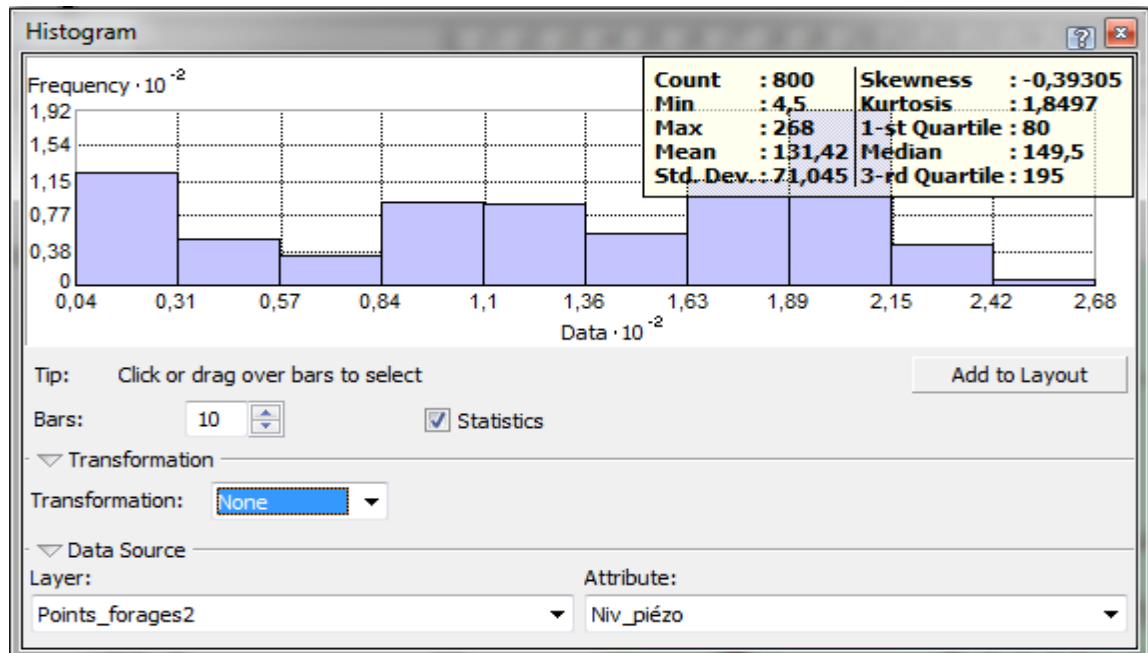 Histogram
Frequency · 10 -2
1,92
1,54
1,15
0,77
0,38
0
0,04 0,31 0,57 0,84 1,1 1,36 1,63 1,89 2,15 2,42 2,68
Data · 10 -2
Count : 800 Skewness : -0,39305
Min : 4,5 Kurtosis : 1,8497
Max : 268 1-st Quartile : 80
Mean : 131,42 Median : 149,5
Std. Dev. : 71,045 3-rd Quartile : 195
Tip: Click or drag over bars to select Add to Layout
Bars: 10 Statistics
Transformation
Transformation: None
Data Source
Layer: Attribute:
Points_forages2 Niv_piézo